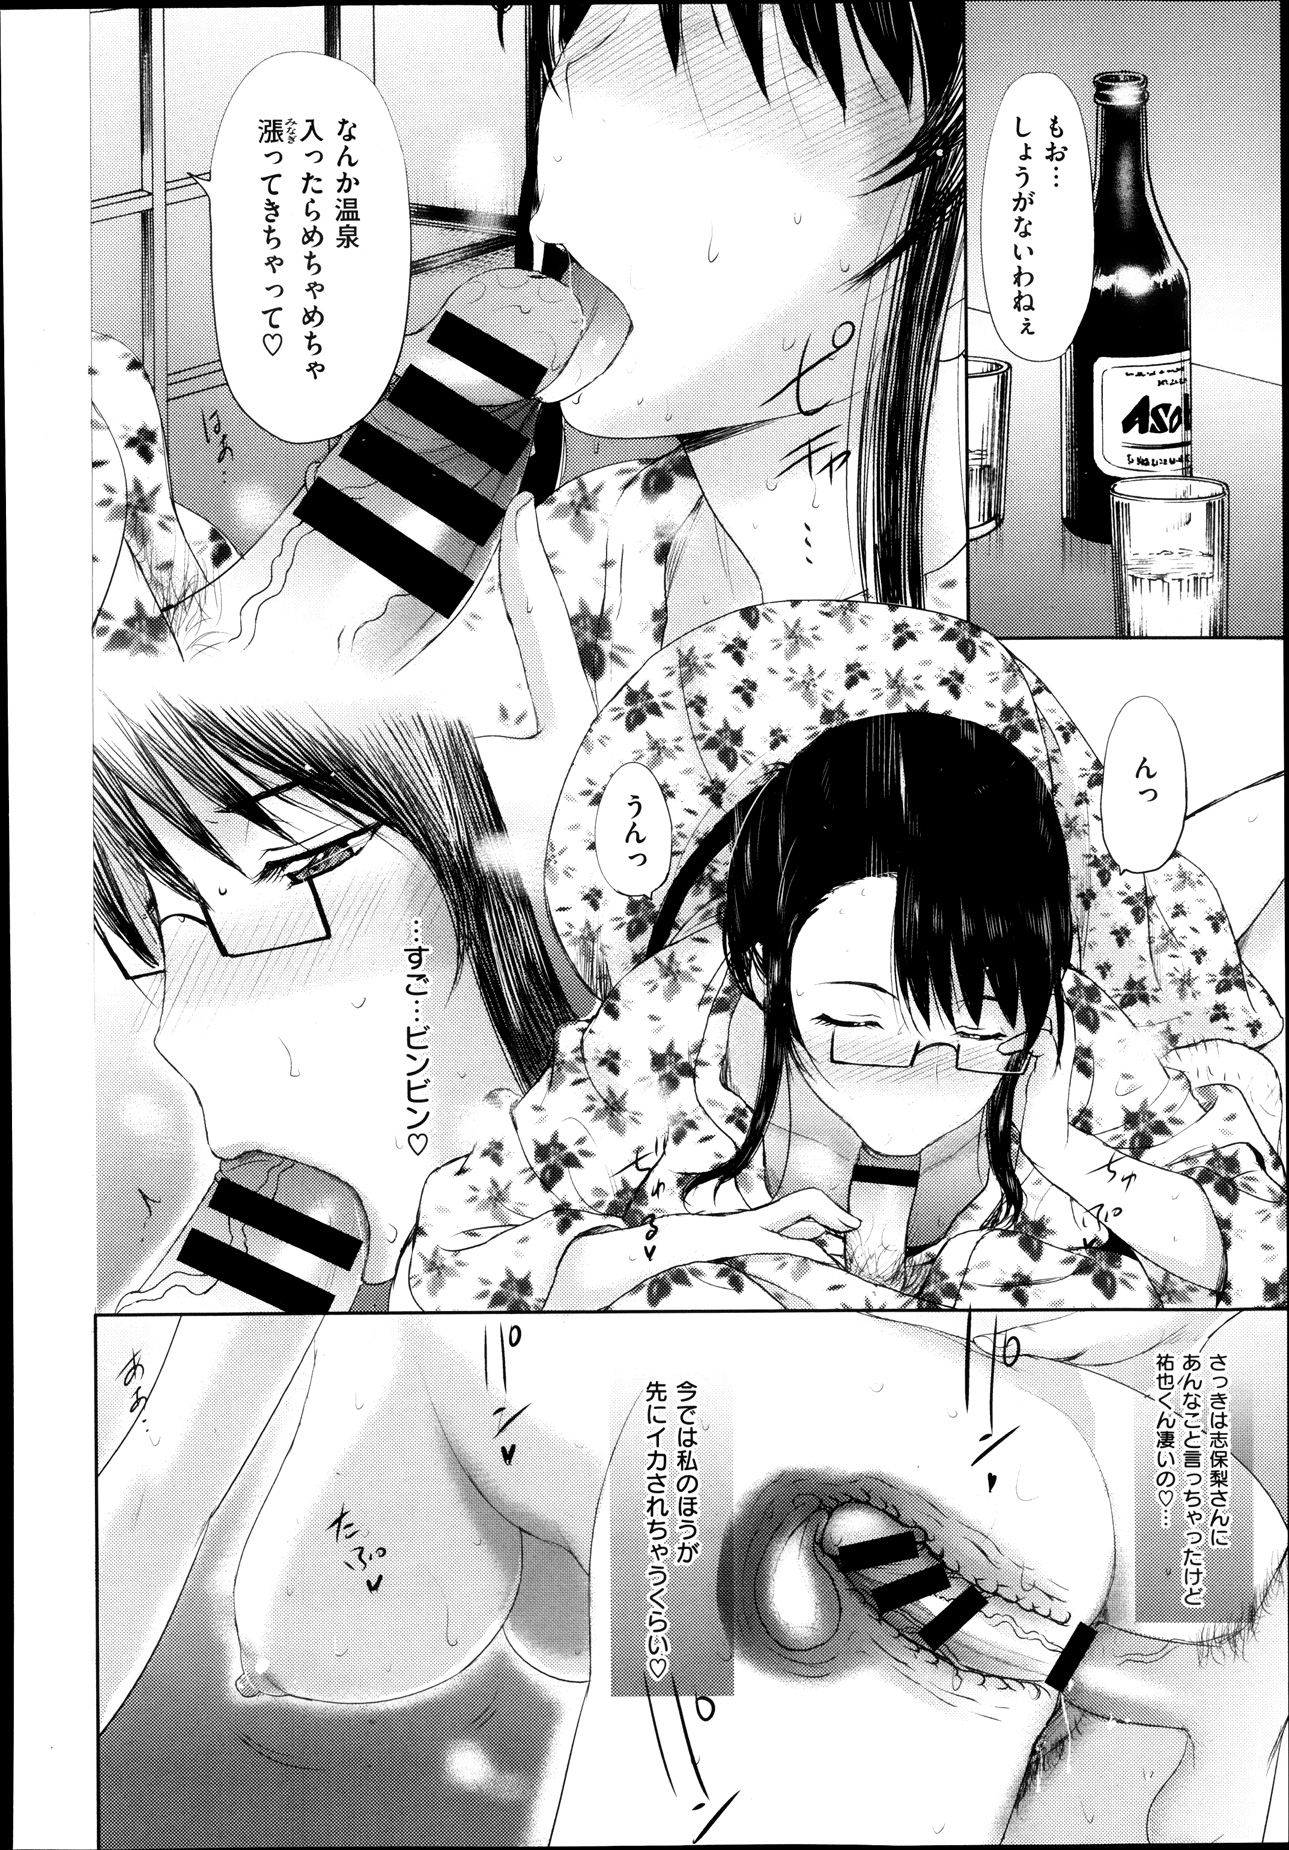 もお…
しょうがないわねぇ
なんか温泉
入ったらめちゃめちゃ
漲ってきちゃって♡
みなぎ
はぁ…
ピチャ…
んっ
うんっ
…すご…ビンビン♡
ちゅぷ
ちゅる
さっきは志保梨さんに
あんなこと言っちゃったけど
祐也くん凄いの♡…
今では私のほうが
先にイカされちゃうくらい♡
パン
パン
たぷ
ああ…